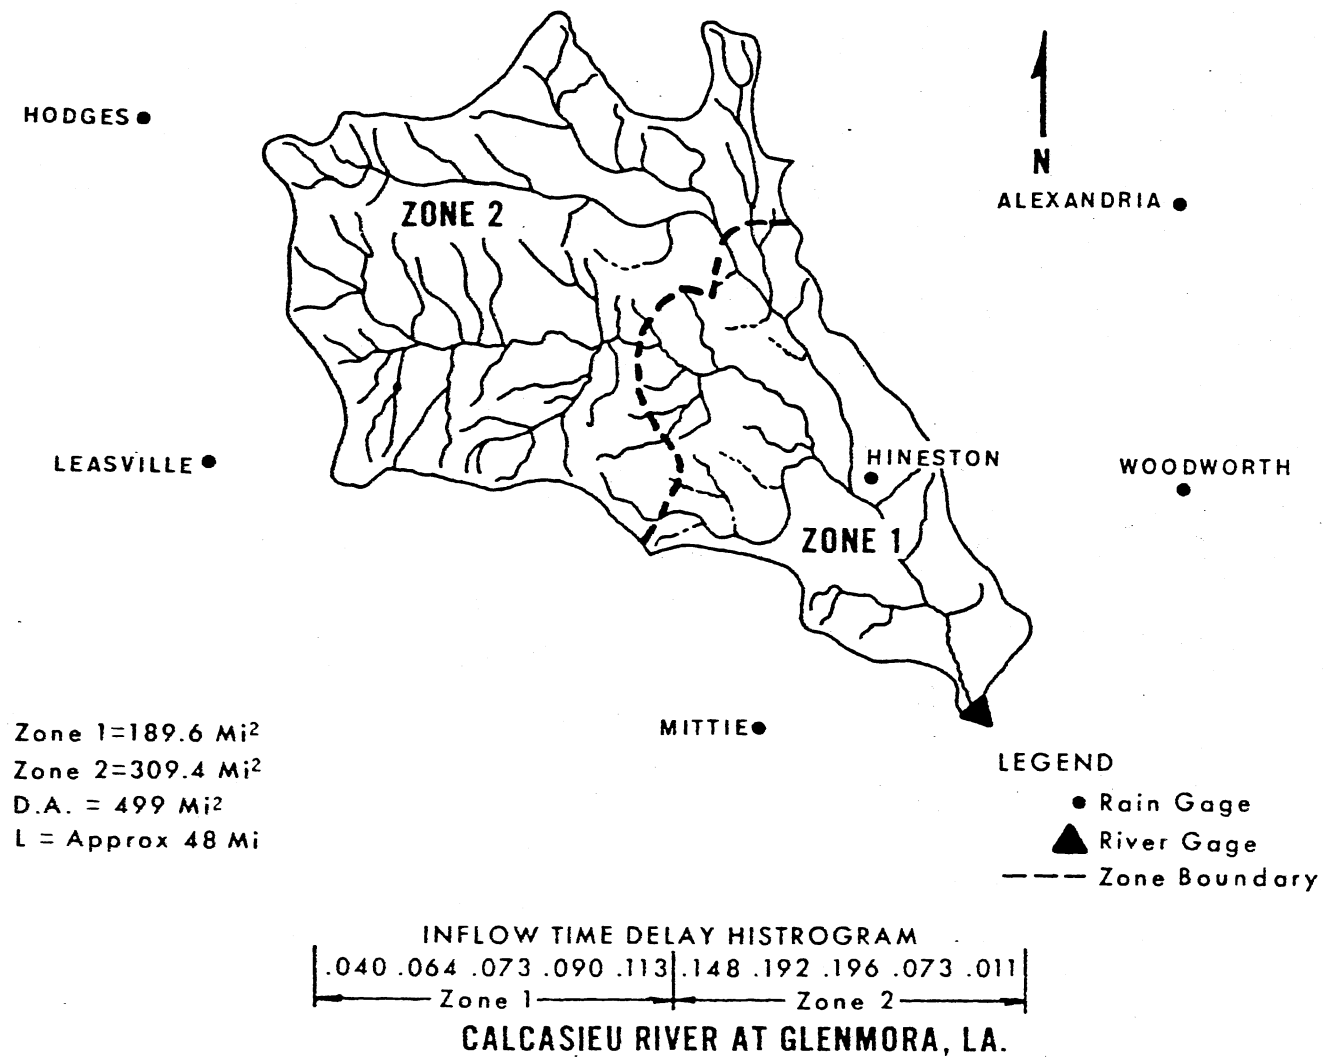 HODGES
N
ALEXANDRIA
ZONE 2
HINESTON
LEASVILLE
WOODWORTH
ZONE 1
MITTIE
Zone 1=189.6 Mi²
Zone 2=309.4 Mi²
D.A. = 499 Mi²
L = Approx 48 Mi
LEGEND
Rain Gage
River Gage
Zone Boundary
INFLOW TIME DELAY HISTROGRAM
.040 .064 .073 .090 .113 .148 .192 .196 .073 .011
Zone 1 Zone 2
CALCASIEU RIVER AT GLENMORA, LA.